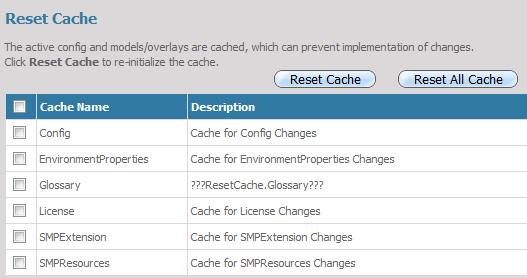 Reset Cache
The active config and models/overlays are cached, which can prevent implementation of changes.
Click Reset Cache to re-initialize the cache.
Reset Cache Reset All Cache
Cache Name Description
Config Cache for Config Changes
EnvironmentProperties Cache for EnvironmentProperties Changes
Glossary ???ResetCache.Glossary???
License Cache for License Changes
SMPExtension Cache for SMPExtension Changes
SMPResources Cache for SMPResources Changes